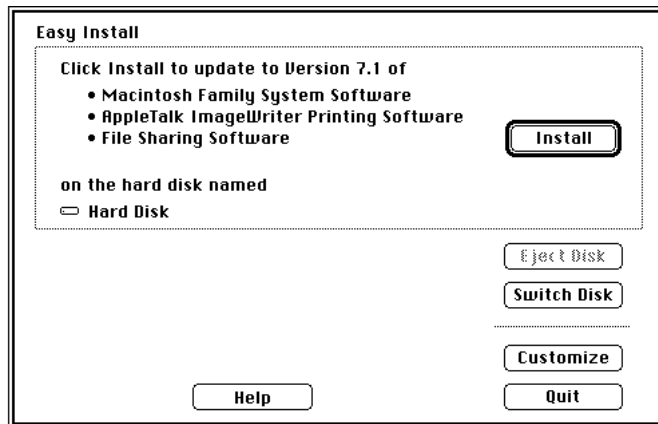 Easy Install
Click Install to update to Version 7.1 of
• Macintosh Family System Software
• AppleTalk ImageWriter Printing Software
• File Sharing Software
Install
on the hard disk named
Hard Disk
Eject Disk
Switch Disk
Customize
Help
Quit